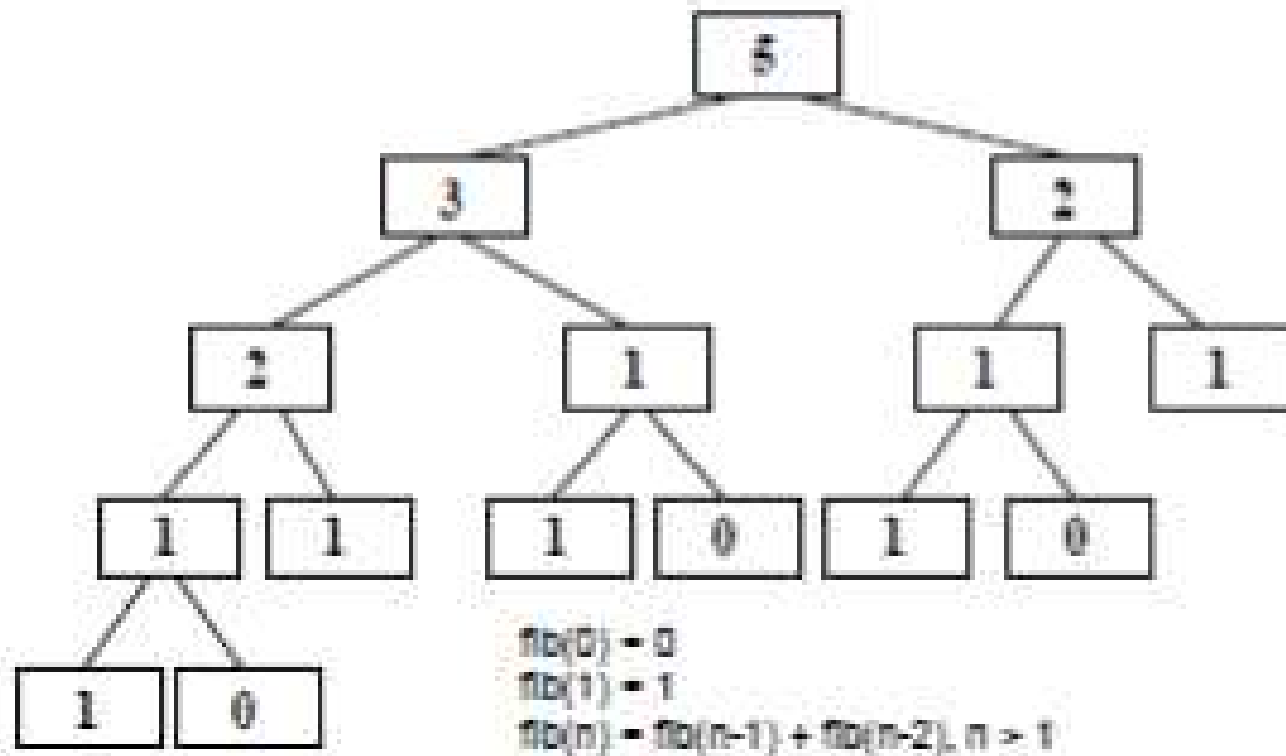 5
3 2
2 1 1 1
1 1 1 0 1 0
1 0
fib(0) = 0
fib(1) = 1
fib(n) = fib(n-1) + fib(n-2), n > 1